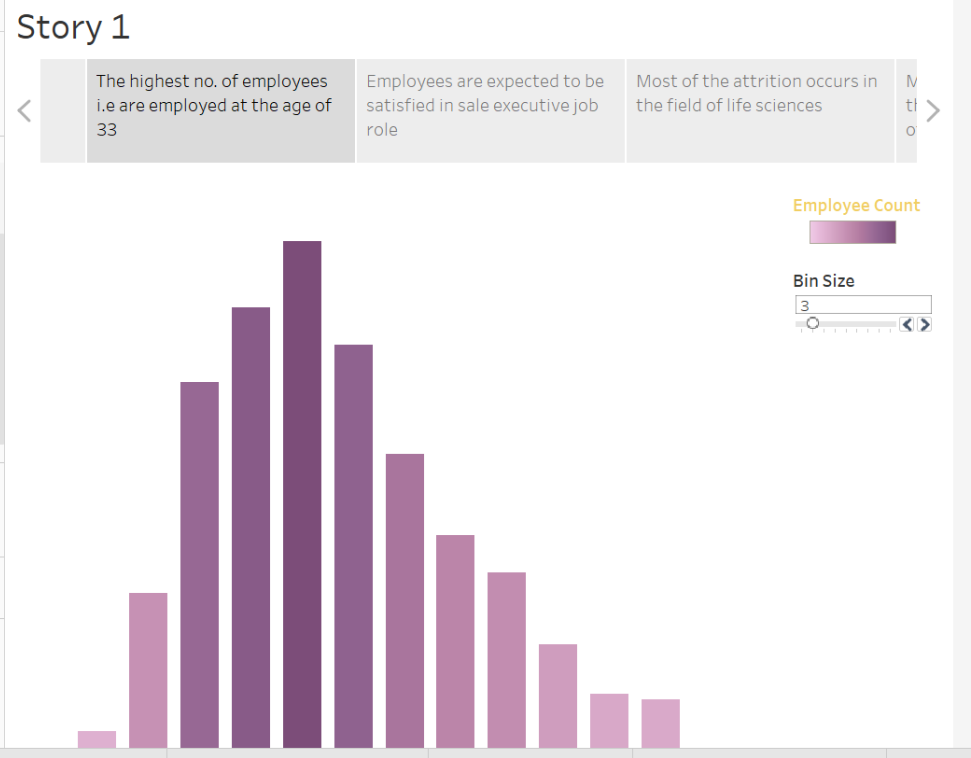 Story 1
The highest no. of employees
i.e are employed at the age of
33
Employees are expected to be
satisfied in sale executive job
role
Most of the attrition occurs in
the field of life sciences
Employee Count
Bin Size
3